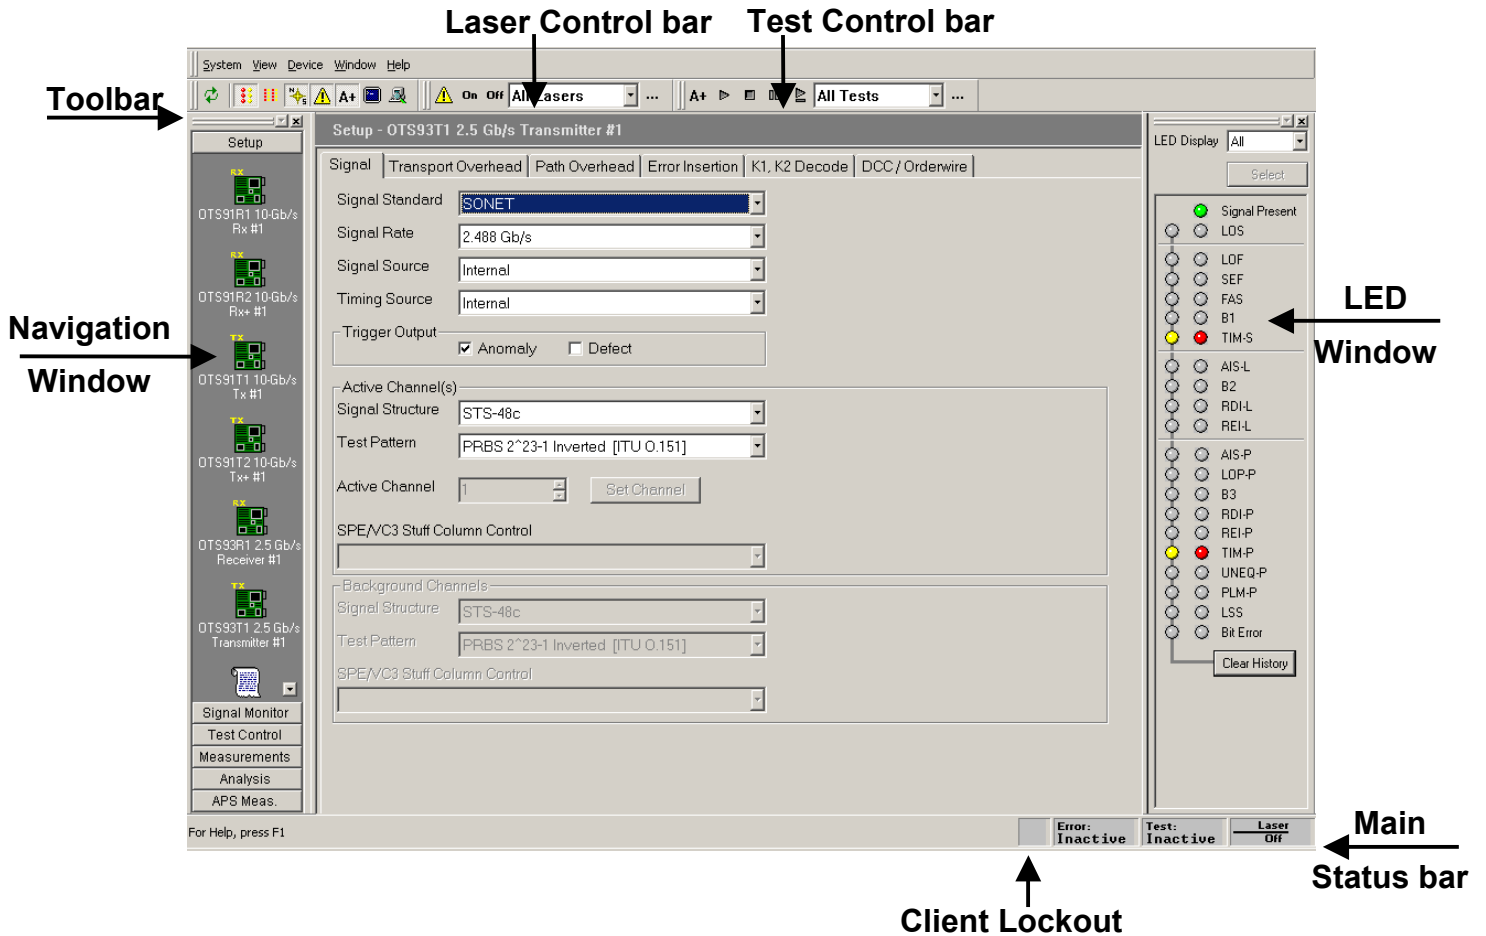 Laser Control bar Test Control bar
System View Device Window Help
Toolbar
A+ On Off All Lasers ... A+ All Tests ...
Setup
Setup - OTS93T1 2.5 Gb/s Transmitter #1
LED Display All
Select
Signal Transport Overhead Path Overhead Error Insertion K1, K2 Decode DCC / Orderwire
RX
OTS91R1 10-Gb/s
Rx #1
RX
OTS91R2 10-Gb/s
Rx+ #1
TX
OTS91T1 10-Gb/s
Tx #1
TX
OTS91T2 10-Gb/s
Tx+ #1
RX
OTS93R1 2.5 Gb/s
Receiver #1
TX
OTS93T1 2.5 Gb/s
Transmitter #1
Signal Monitor
Test Control
Measurements
Analysis
APS Meas.
Navigation
Window
Signal Standard SONET
Signal Rate 2.488 Gb/s
Signal Source Internal
Timing Source Internal
Trigger Output
Anomaly Defect
Active Channel(s)
Signal Structure STS-48c
Test Pattern PRBS 2^23-1 Inverted [ITU O.151]
Active Channel 1 Set Channel
SPE/VC3 Stuff Column Control
Background Channels
Signal Structure STS-48c
Test Pattern PRBS 2^23-1 Inverted [ITU O.151]
SPE/VC3 Stuff Column Control
Signal Present
LOS
LOF
SEF
FAS
B1
TIM-S
AIS-L
B2
RDI-L
REI-L
AIS-P
LOP-P
B3
RDI-P
REI-P
TIM-P
UNEQ-P
PLM-P
LSS
Bit Error
Clear History
LED
Window
For Help, press F1
Error:
Inactive
Test:
Inactive
Laser
Off
Main
Status bar
Client Lockout